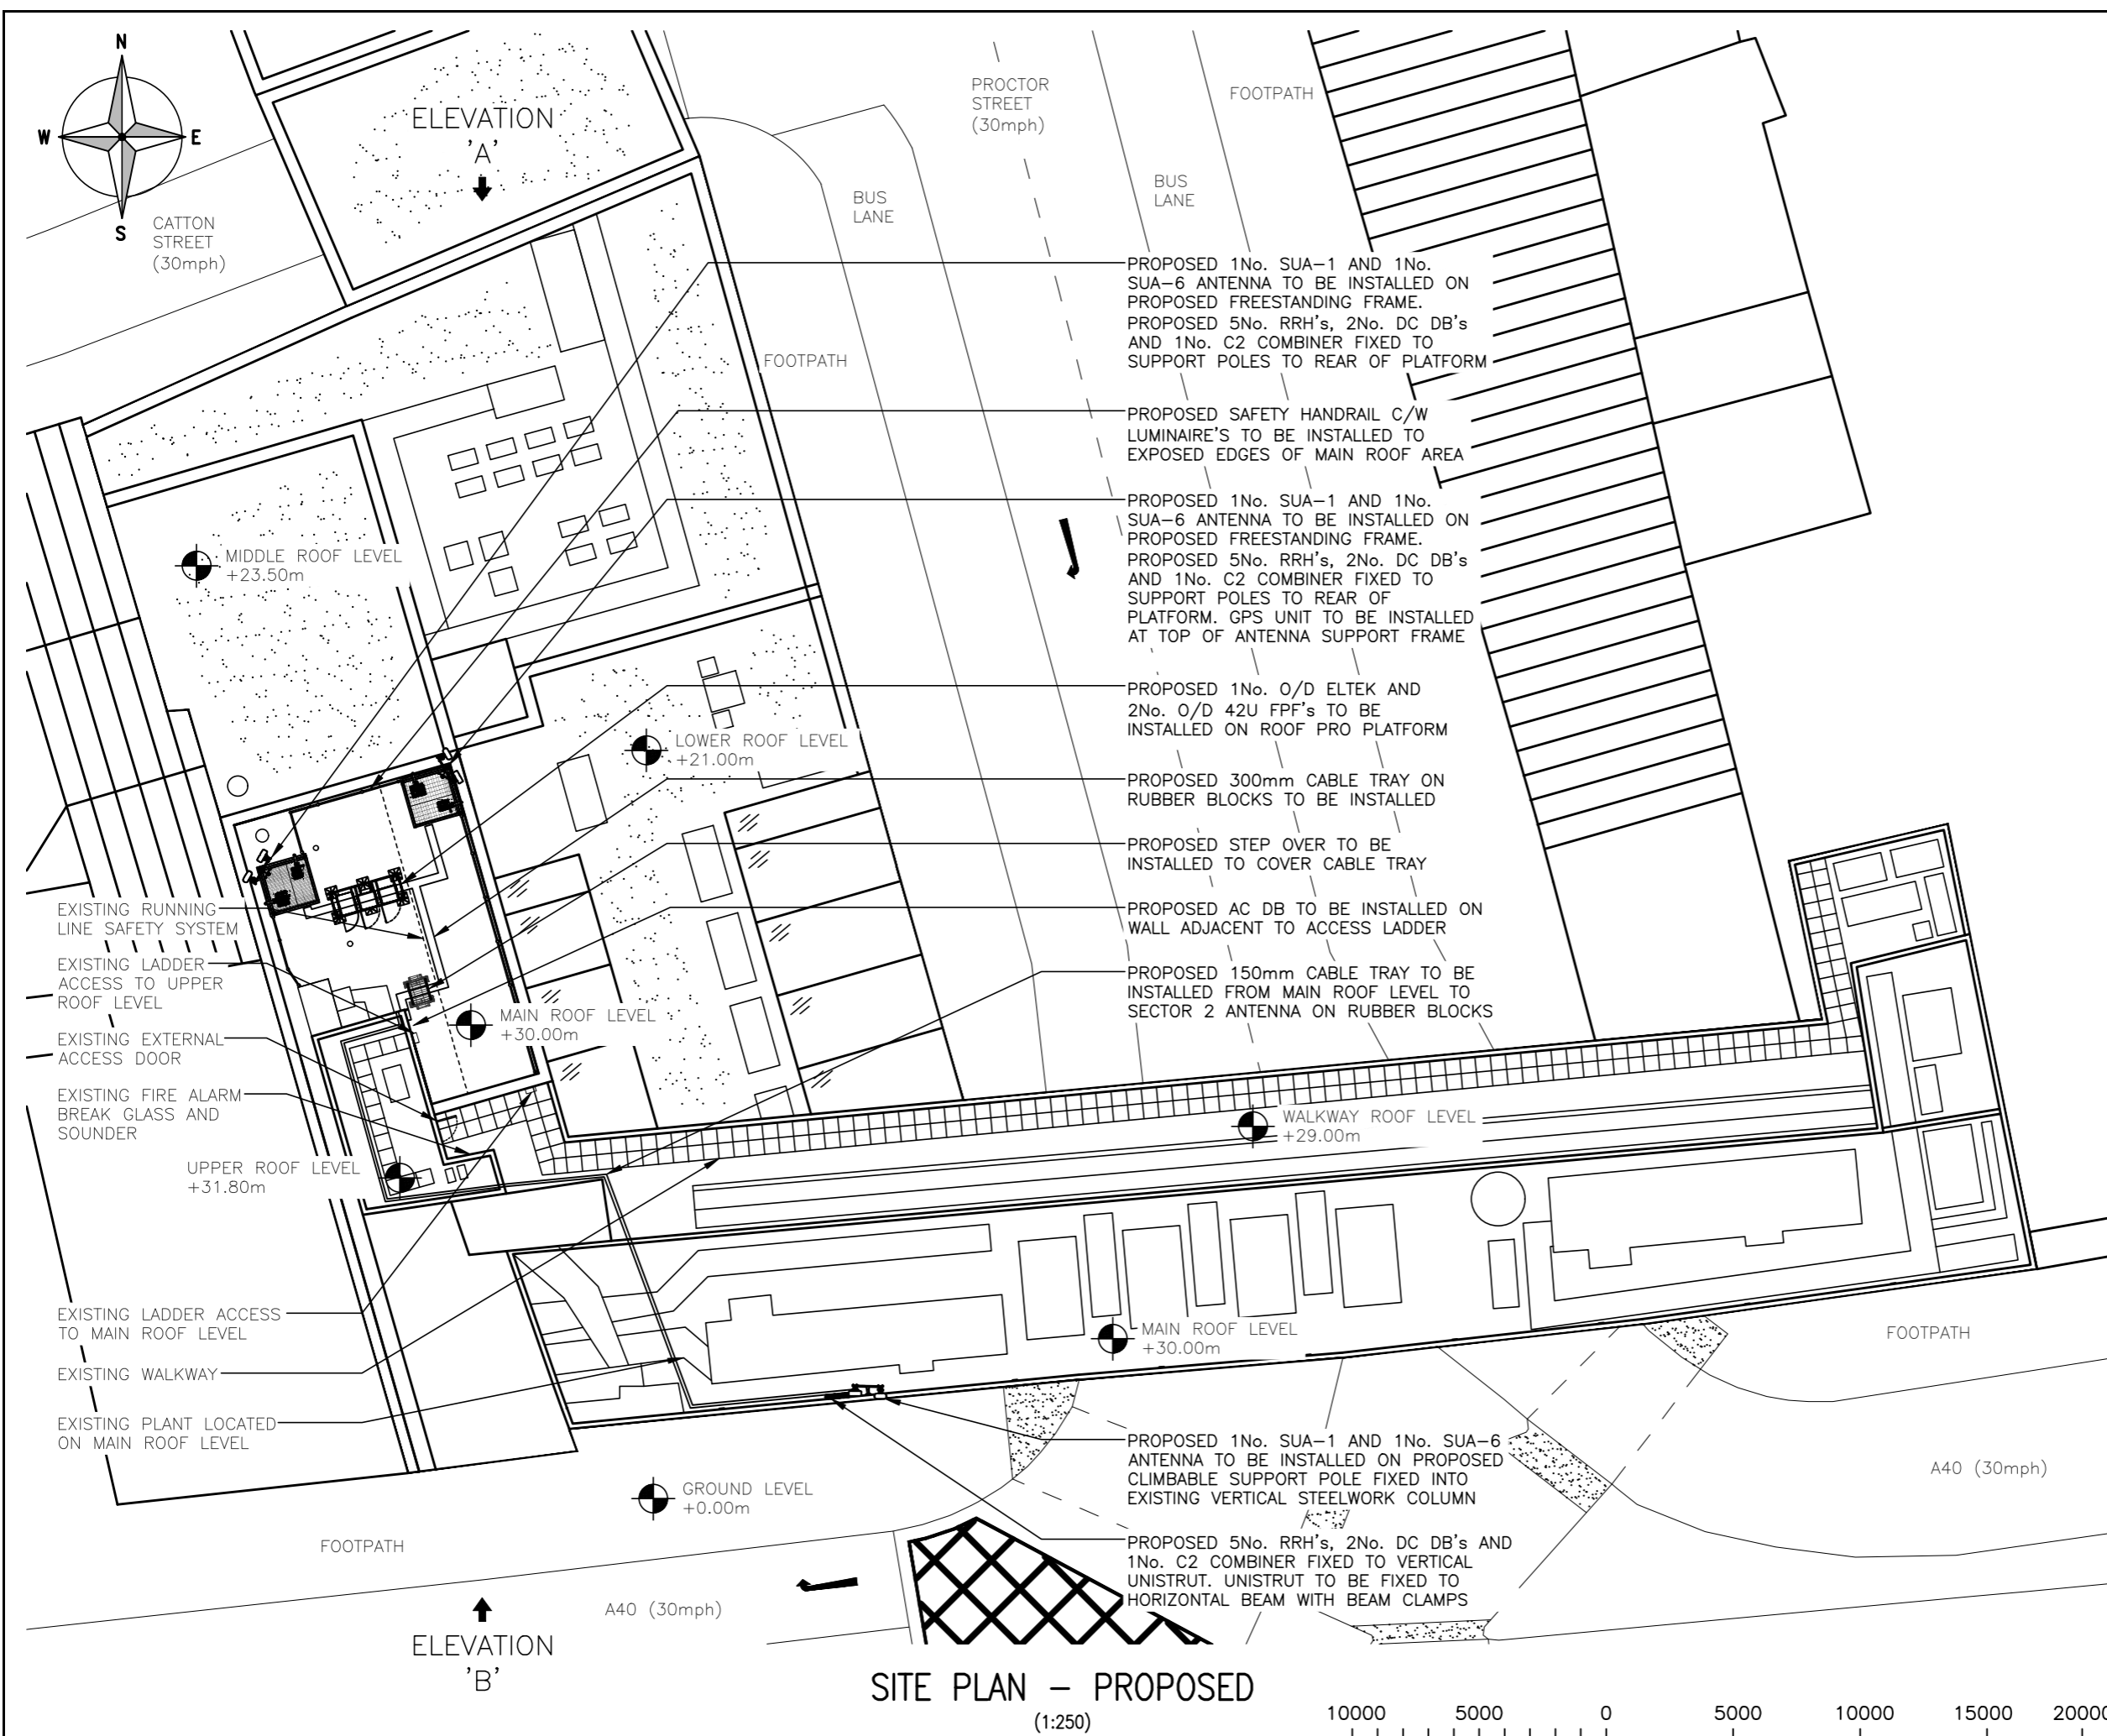 N
W
E
S
CATTON
STREET
(30mph)
ELEVATION
'A'
PROCTOR
STREET
(30mph)
FOOTPATH
BUS
LANE
BUS
LANE
FOOTPATH
PROPOSED 1No. SUA-1 AND 1No.
SUA-6 ANTENNA TO BE INSTALLED ON
PROPOSED FREESTANDING FRAME.
PROPOSED 5No. RRH's, 2No. DC DB's
AND 1No. C2 COMBINER FIXED TO
SUPPORT POLES TO REAR OF PLATFORM
PROPOSED SAFETY HANDRAIL C/W
LUMINAIRE'S TO BE INSTALLED TO
EXPOSED EDGES OF MAIN ROOF AREA
PROPOSED 1No. SUA-1 AND 1No.
SUA-6 ANTENNA TO BE INSTALLED ON
PROPOSED FREESTANDING FRAME.
PROPOSED 5No. RRH's, 2No. DC DB's
AND 1No. C2 COMBINER FIXED TO
SUPPORT POLES TO REAR OF
PLATFORM. GPS UNIT TO BE INSTALLED
AT TOP OF ANTENNA SUPPORT FRAME
PROPOSED 1No. O/D ELTEK AND
2No. O/D 42U FPF's TO BE
INSTALLED ON ROOF PRO PLATFORM
PROPOSED 300mm CABLE TRAY ON
RUBBER BLOCKS TO BE INSTALLED
PROPOSED STEP OVER TO BE
INSTALLED TO COVER CABLE TRAY
PROPOSED AC DB TO BE INSTALLED ON
WALL ADJACENT TO ACCESS LADDER
PROPOSED 150mm CABLE TRAY TO BE
INSTALLED FROM MAIN ROOF LEVEL TO
SECTOR 2 ANTENNA ON RUBBER BLOCKS
MIDDLE ROOF LEVEL
+23.50m
LOWER ROOF LEVEL
+21.00m
EXISTING RUNNING
LINE SAFETY SYSTEM
EXISTING LADDER
ACCESS TO UPPER
ROOF LEVEL
EXISTING EXTERNAL
ACCESS DOOR
EXISTING FIRE ALARM
BREAK GLASS AND
SOUNDER
MAIN ROOF LEVEL
+30.00m
UPPER ROOF LEVEL
+31.80m
WALKWAY ROOF LEVEL
+29.00m
EXISTING LADDER ACCESS
TO MAIN ROOF LEVEL
EXISTING WALKWAY
EXISTING PLANT LOCATED
ON MAIN ROOF LEVEL
MAIN ROOF LEVEL
+30.00m
FOOTPATH
GROUND LEVEL
+0.00m
PROPOSED 1No. SUA-1 AND 1No. SUA-6
ANTENNA TO BE INSTALLED ON PROPOSED
CLIMBABLE SUPPORT POLE FIXED INTO
EXISTING VERTICAL STEELWORK COLUMN
PROPOSED 5No. RRH's, 2No. DC DB's AND
1No. C2 COMBINER FIXED TO VERTICAL
UNISTRUT. UNISTRUT TO BE FIXED TO
HORIZONTAL BEAM WITH BEAM CLAMPS
A40 (30mph)
FOOTPATH
A40 (30mph)
ELEVATION
'B'
SITE PLAN – PROPOSED
(1:250)
10000 5000 0 5000 10000 15000 20000